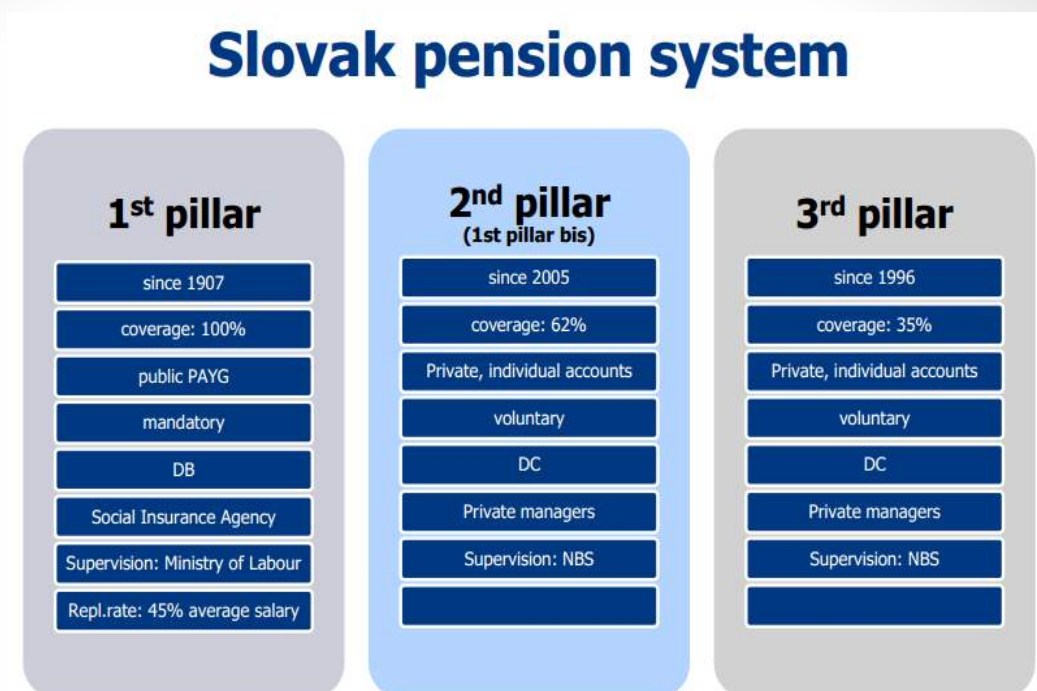 Slovak pension system
1st pillar
since 1907
coverage: 100%
public PAYG
mandatory
DB
Social Insurance Agency
Supervision: Ministry of Labour
Repl.rate: 45% average salary
2nd pillar
(1st pillar bis)
since 2005
coverage: 62%
Private, individual accounts
voluntary
DC
Private managers
Supervision: NBS
3rd pillar
since 1996
coverage: 35%
Private, individual accounts
voluntary
DC
Private managers
Supervision: NBS